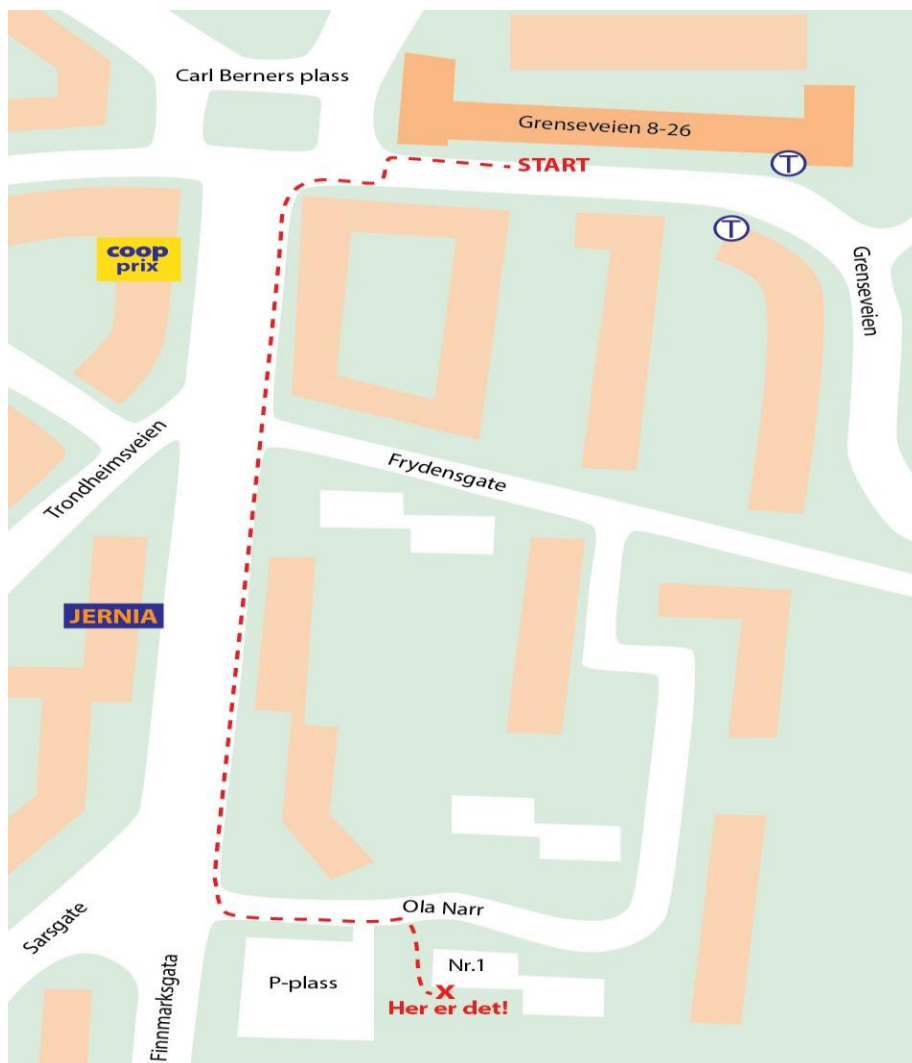 Carl Berners plass
Grenseveien 8-26
START
T
T
coop
prix
Grenseveien
Trondheimsveien
Frydensgate
JERNIA
Ola Narr
Sarsgate
Nr.1
P-plass
X
Her er det!
Finnmarksgata